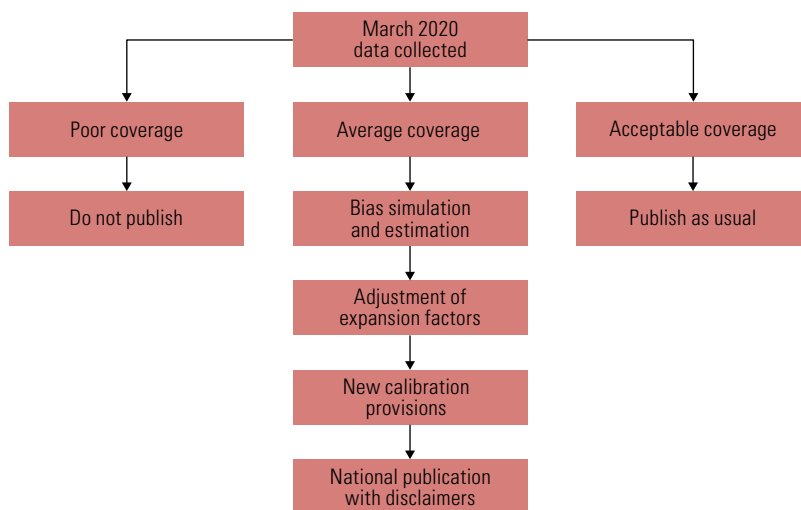 March 2020
data collected
Poor coverage
Average coverage
Acceptable coverage
Do not publish
Bias simulation
and estimation
Publish as usual
Adjustment of
expansion factors
New calibration
provisions
National publication
with disclaimers